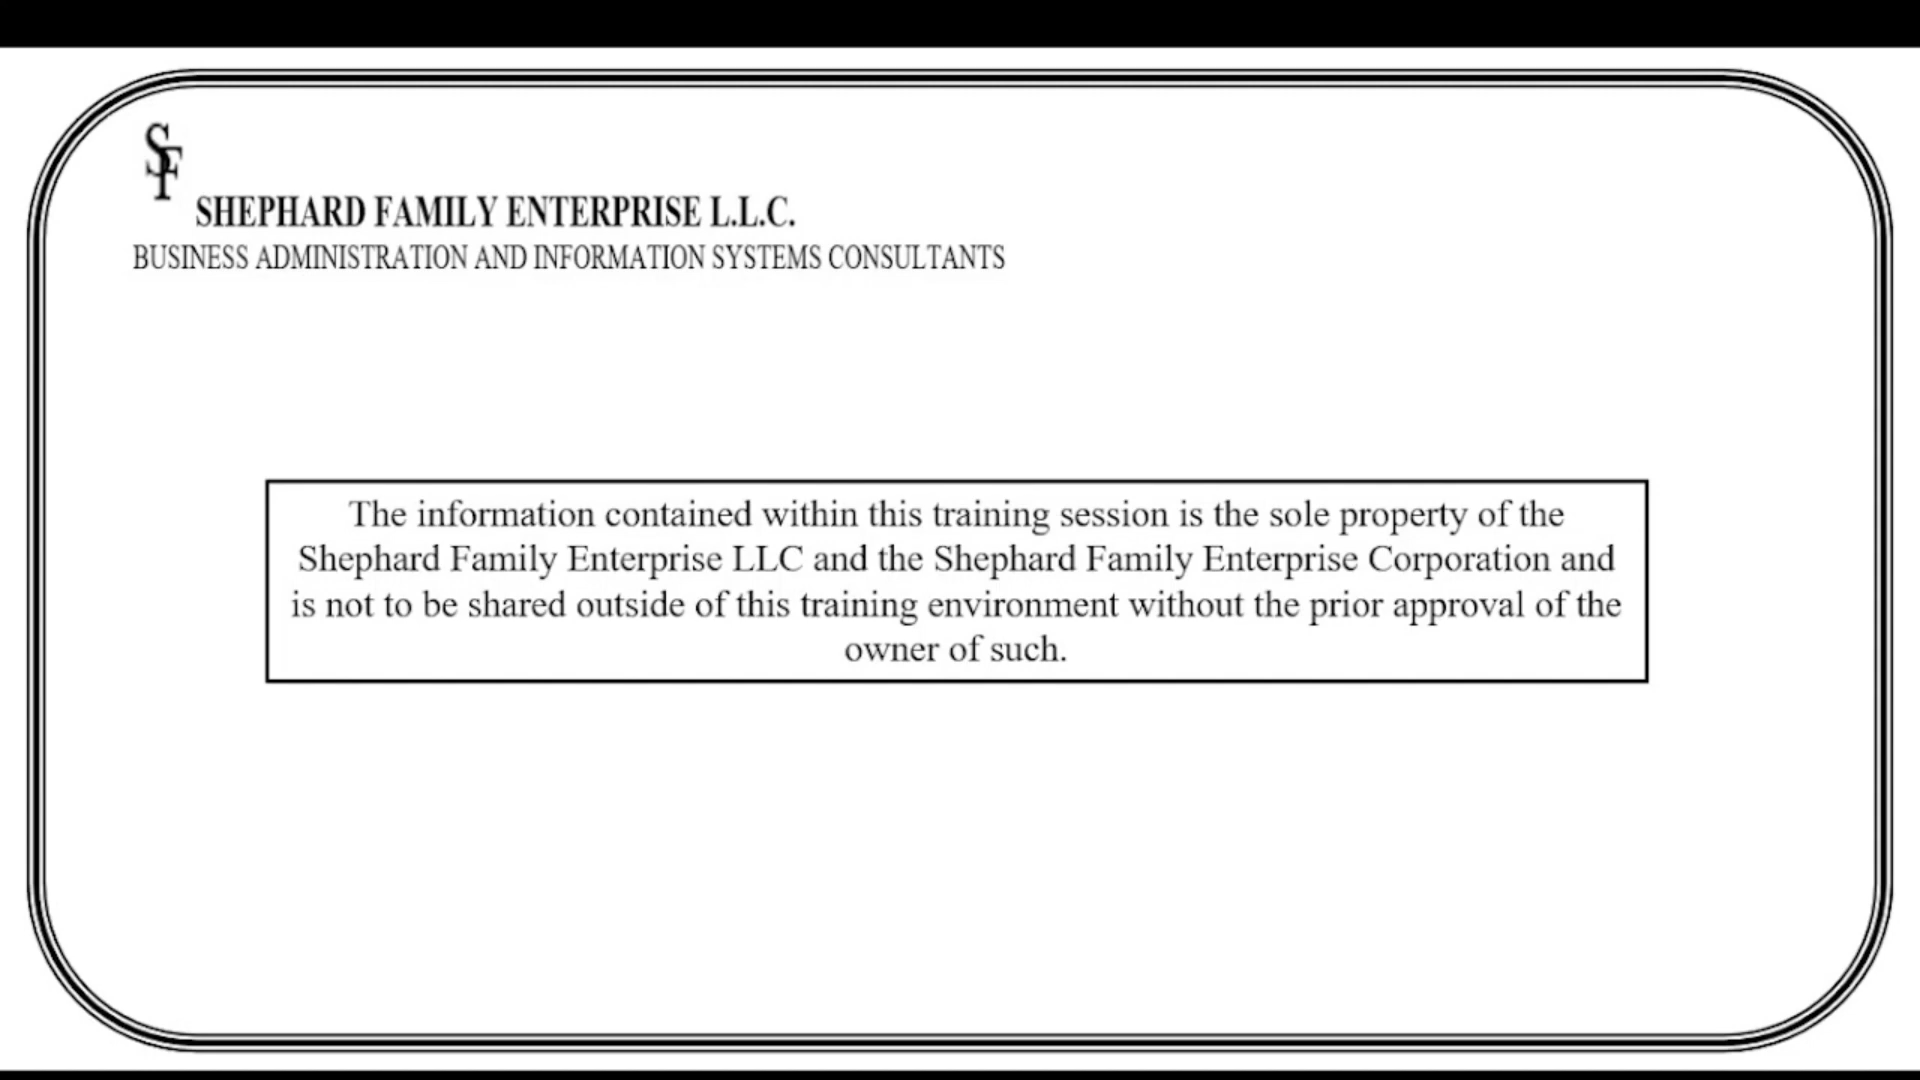 SF
SHEPHARD FAMILY ENTERPRISE L.L.C.
BUSINESS ADMINISTRATION AND INFORMATION SYSTEMS CONSULTANTS
The information contained within this training session is the sole property of the
Shephard Family Enterprise LLC and the Shephard Family Enterprise Corporation and
is not to be shared outside of this training environment without the prior approval of the
owner of such.